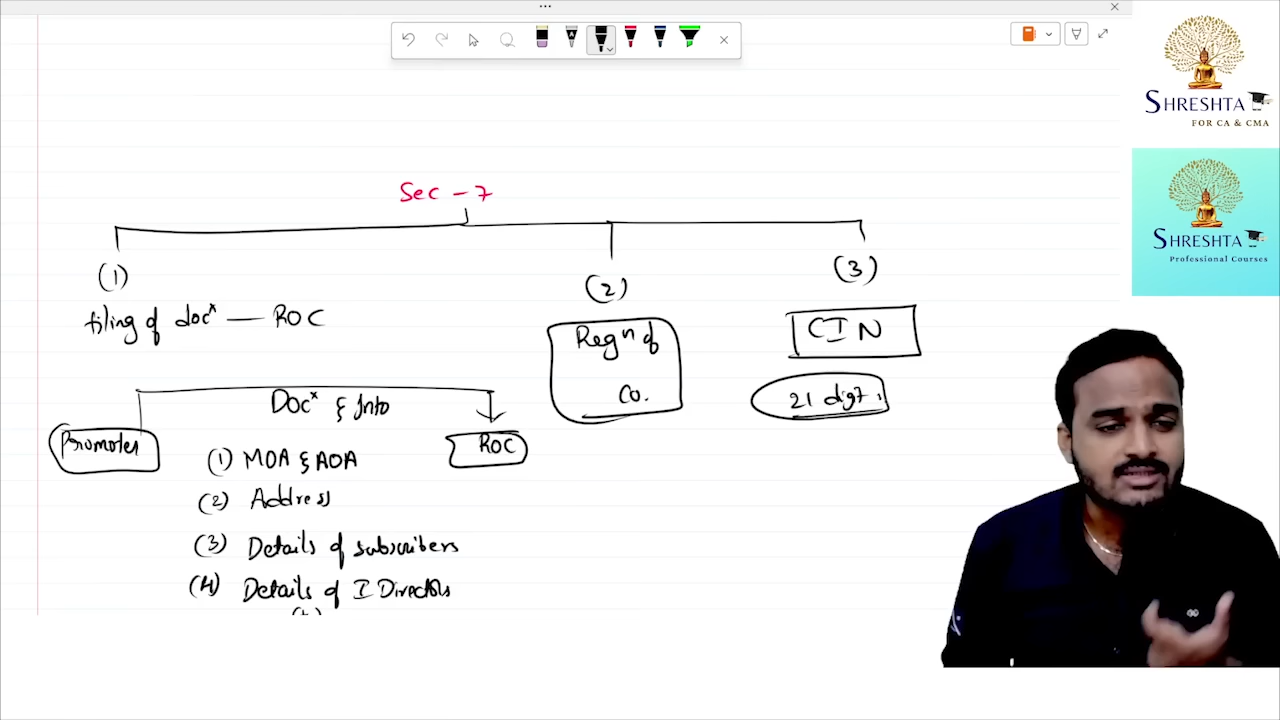 SHRESHTA
FOR CA & CMA
SHRESHTA
Professional Courses
Sec - 7
(1)
filing of docx — ROC
(2)
Regn of
Co.
(3)
CIN
21 digt.
Docx & Info
Promoter
ROC
(1) MOA & AOA
(2) Address
(3) Details of subscribers
(4) Details of I Directors